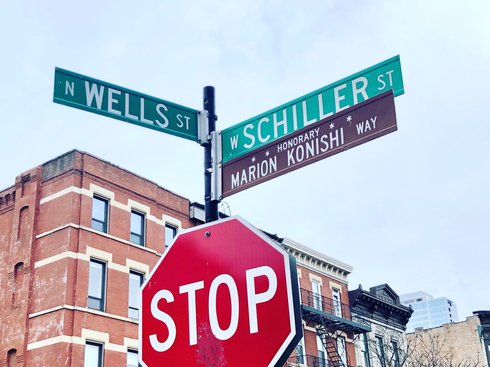 N WELLS ST
W SCHILLER ST
HONORARY
MARION KONISHI WAY
STOP